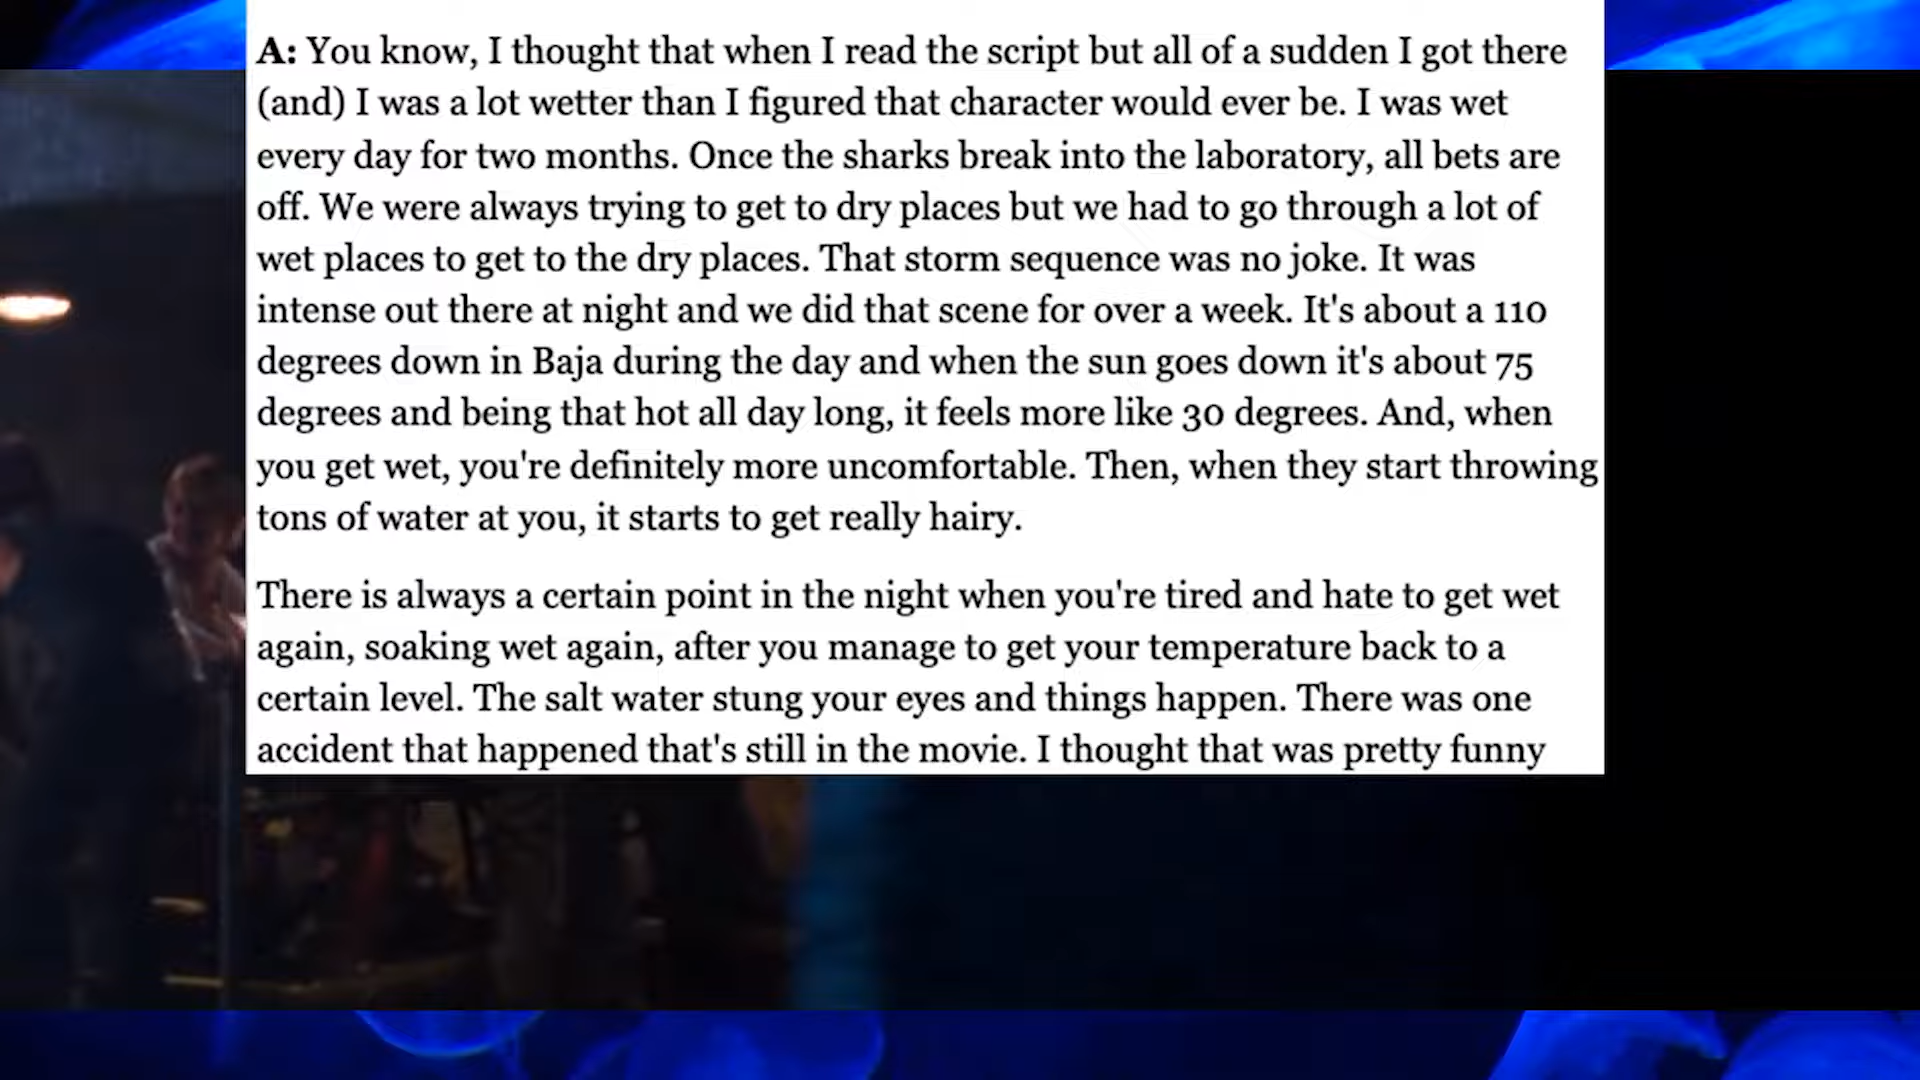 A: You know, I thought that when I read the script but all of a sudden I got there
(and) I was a lot wetter than I figured that character would ever be. I was wet
every day for two months. Once the sharks break into the laboratory, all bets are
off. We were always trying to get to dry places but we had to go through a lot of
wet places to get to the dry places. That storm sequence was no joke. It was
intense out there at night and we did that scene for over a week. It's about a 110
degrees down in Baja during the day and when the sun goes down it's about 75
degrees and being that hot all day long, it feels more like 30 degrees. And, when
you get wet, you're definitely more uncomfortable. Then, when they start throwing
tons of water at you, it starts to get really hairy.
There is always a certain point in the night when you're tired and hate to get wet
again, soaking wet again, after you manage to get your temperature back to a
certain level. The salt water stung your eyes and things happen. There was one
accident that happened that's still in the movie. I thought that was pretty funny